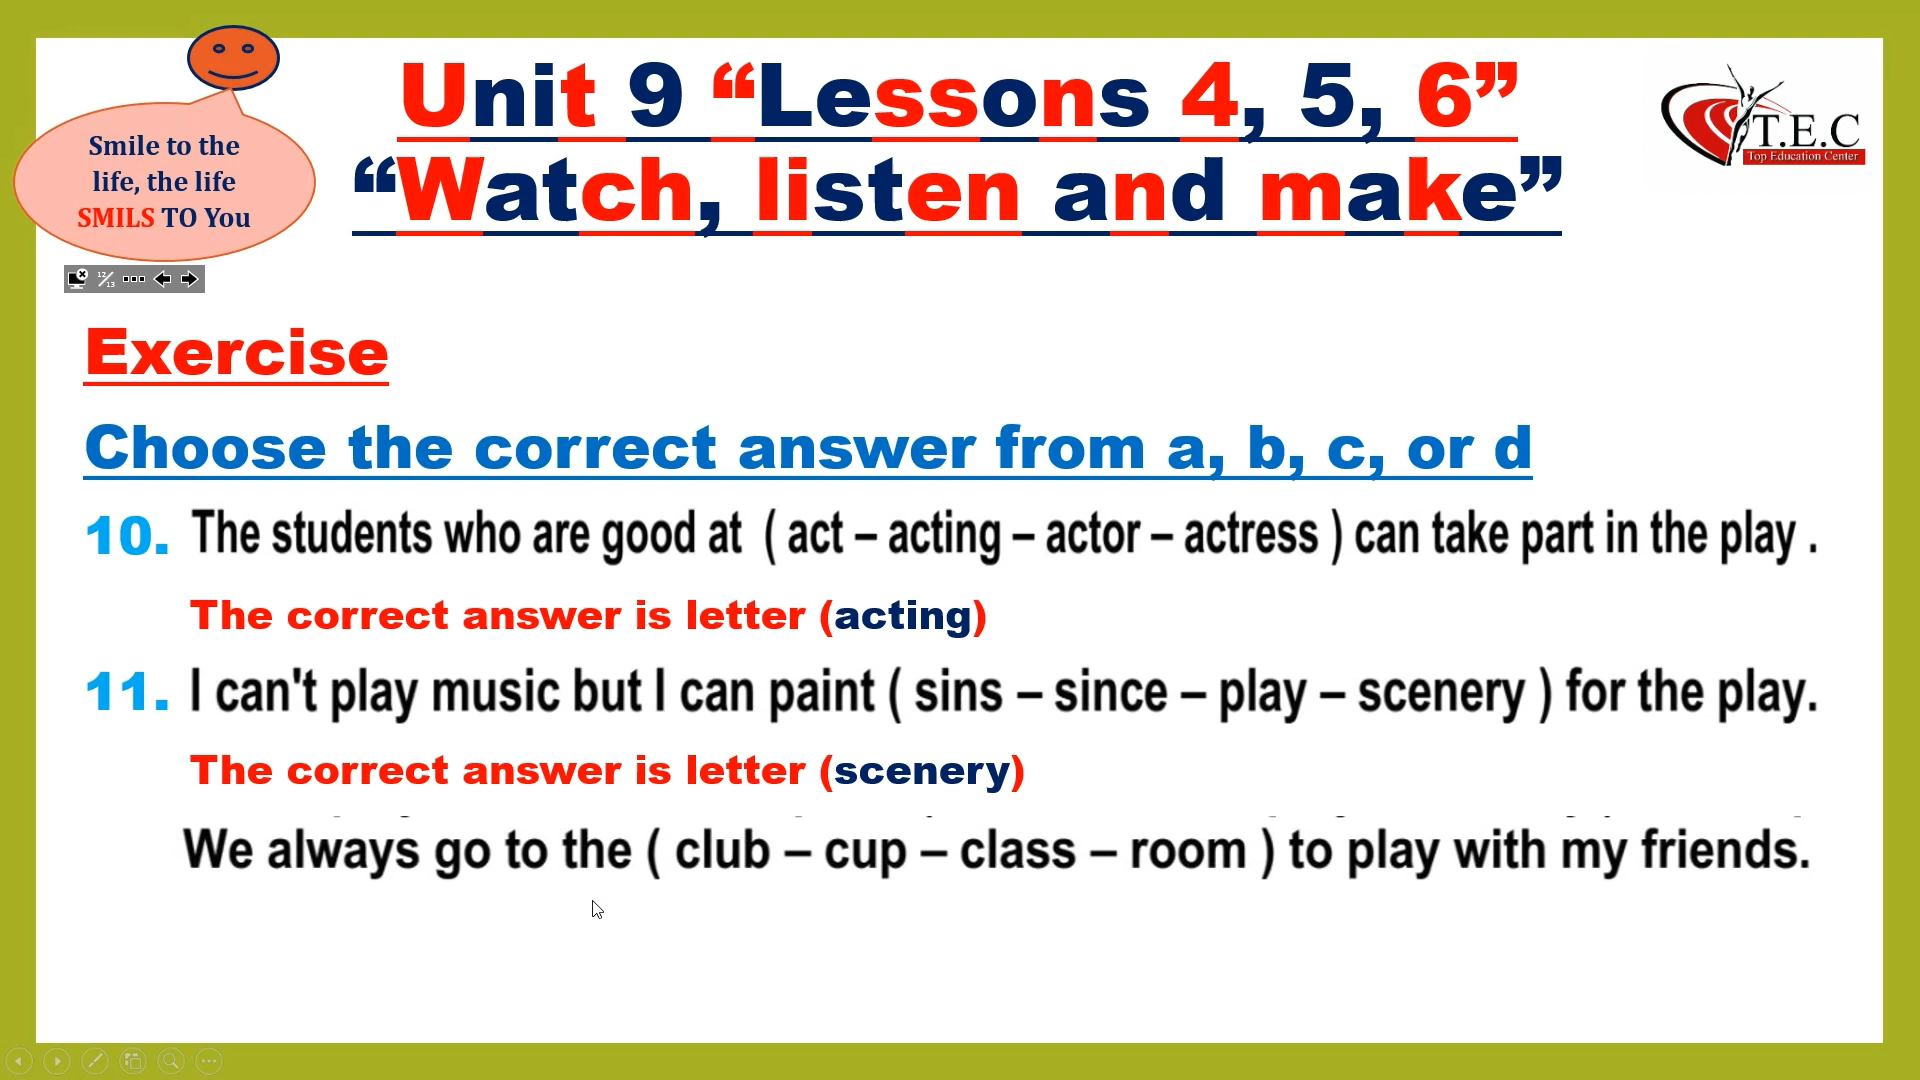 Unit 9 “Lessons 4, 5, 6”
“Watch, listen and make”
Smile to the
life, the life
SMILS TO You
T.E.C
Top Education Center
12/13
Exercise
Choose the correct answer from a, b, c, or d
10. The students who are good at ( act – acting – actor – actress ) can take part in the play .
The correct answer is letter (acting)
11. I can't play music but I can paint ( sins – since – play – scenery ) for the play.
The correct answer is letter (scenery)
We always go to the ( club – cup – class – room ) to play with my friends.